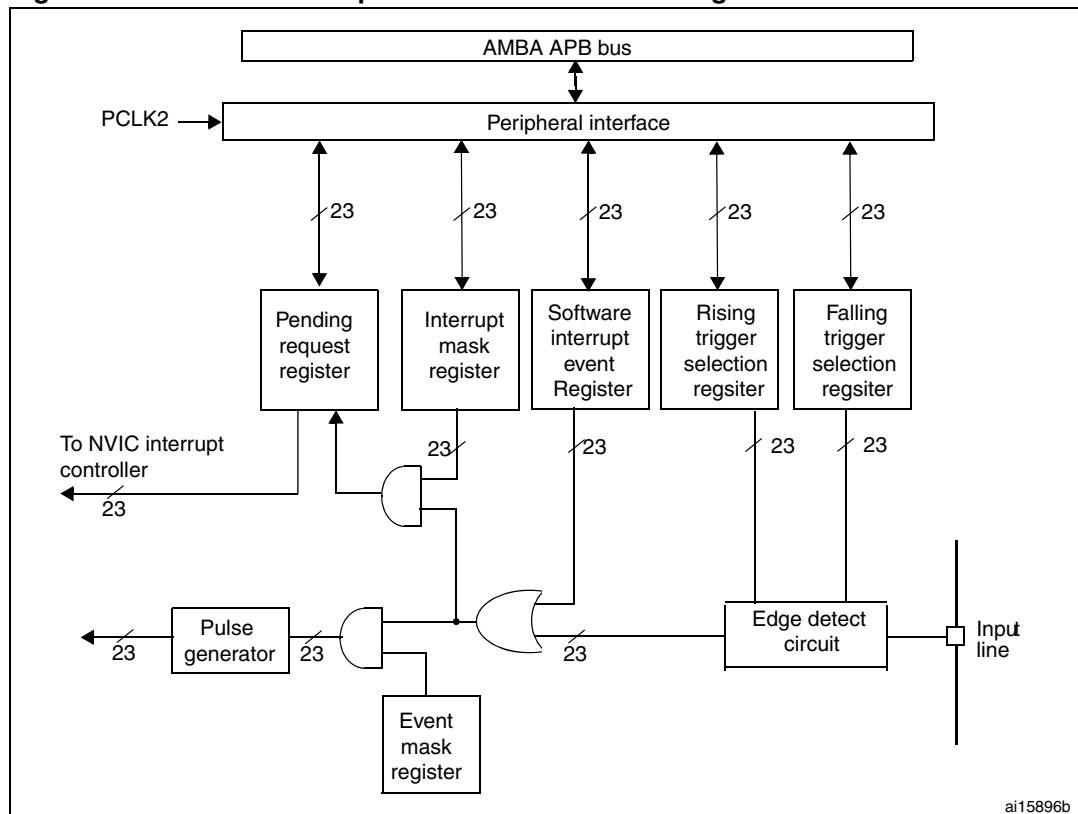 AMBA APB bus
PCLK2
Peripheral interface
23
23
23
23
23
Pending
request
register
Interrupt
mask
register
Software
interrupt
event
Register
Rising
trigger
selection
regsiter
Falling
trigger
selection
regsiter
To NVIC interrupt
controller
23
23
23
23
23
23
Pulse
generator
23
23
Edge detect
circuit
Input
line
Event
mask
register
ai15896b